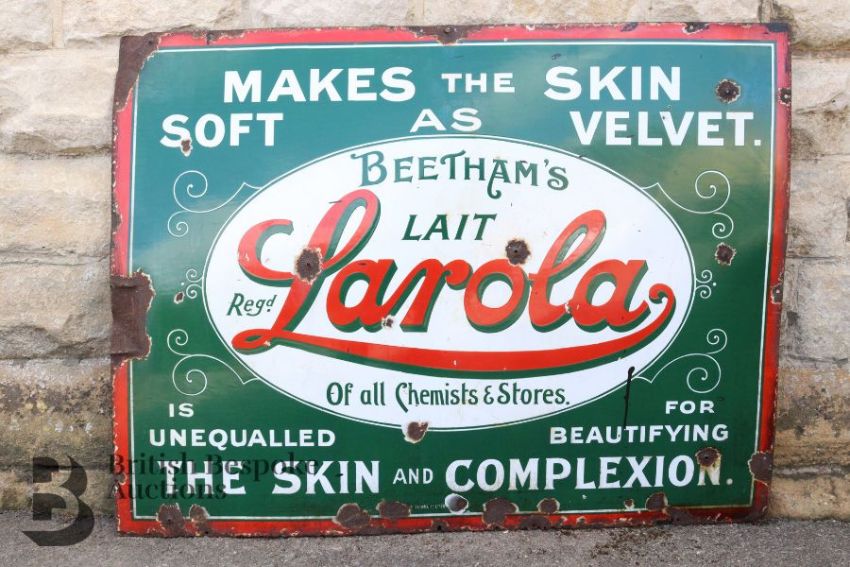 MAKES THE SKIN
SOFT AS VELVET.
BEETHAM'S
LAIT
Regd Larola
Of all Chemists & Stores.
IS FOR
UNEQUALLED BEAUTIFYING
THE SKIN AND COMPLEXION.
B British Bespoke
Auctions